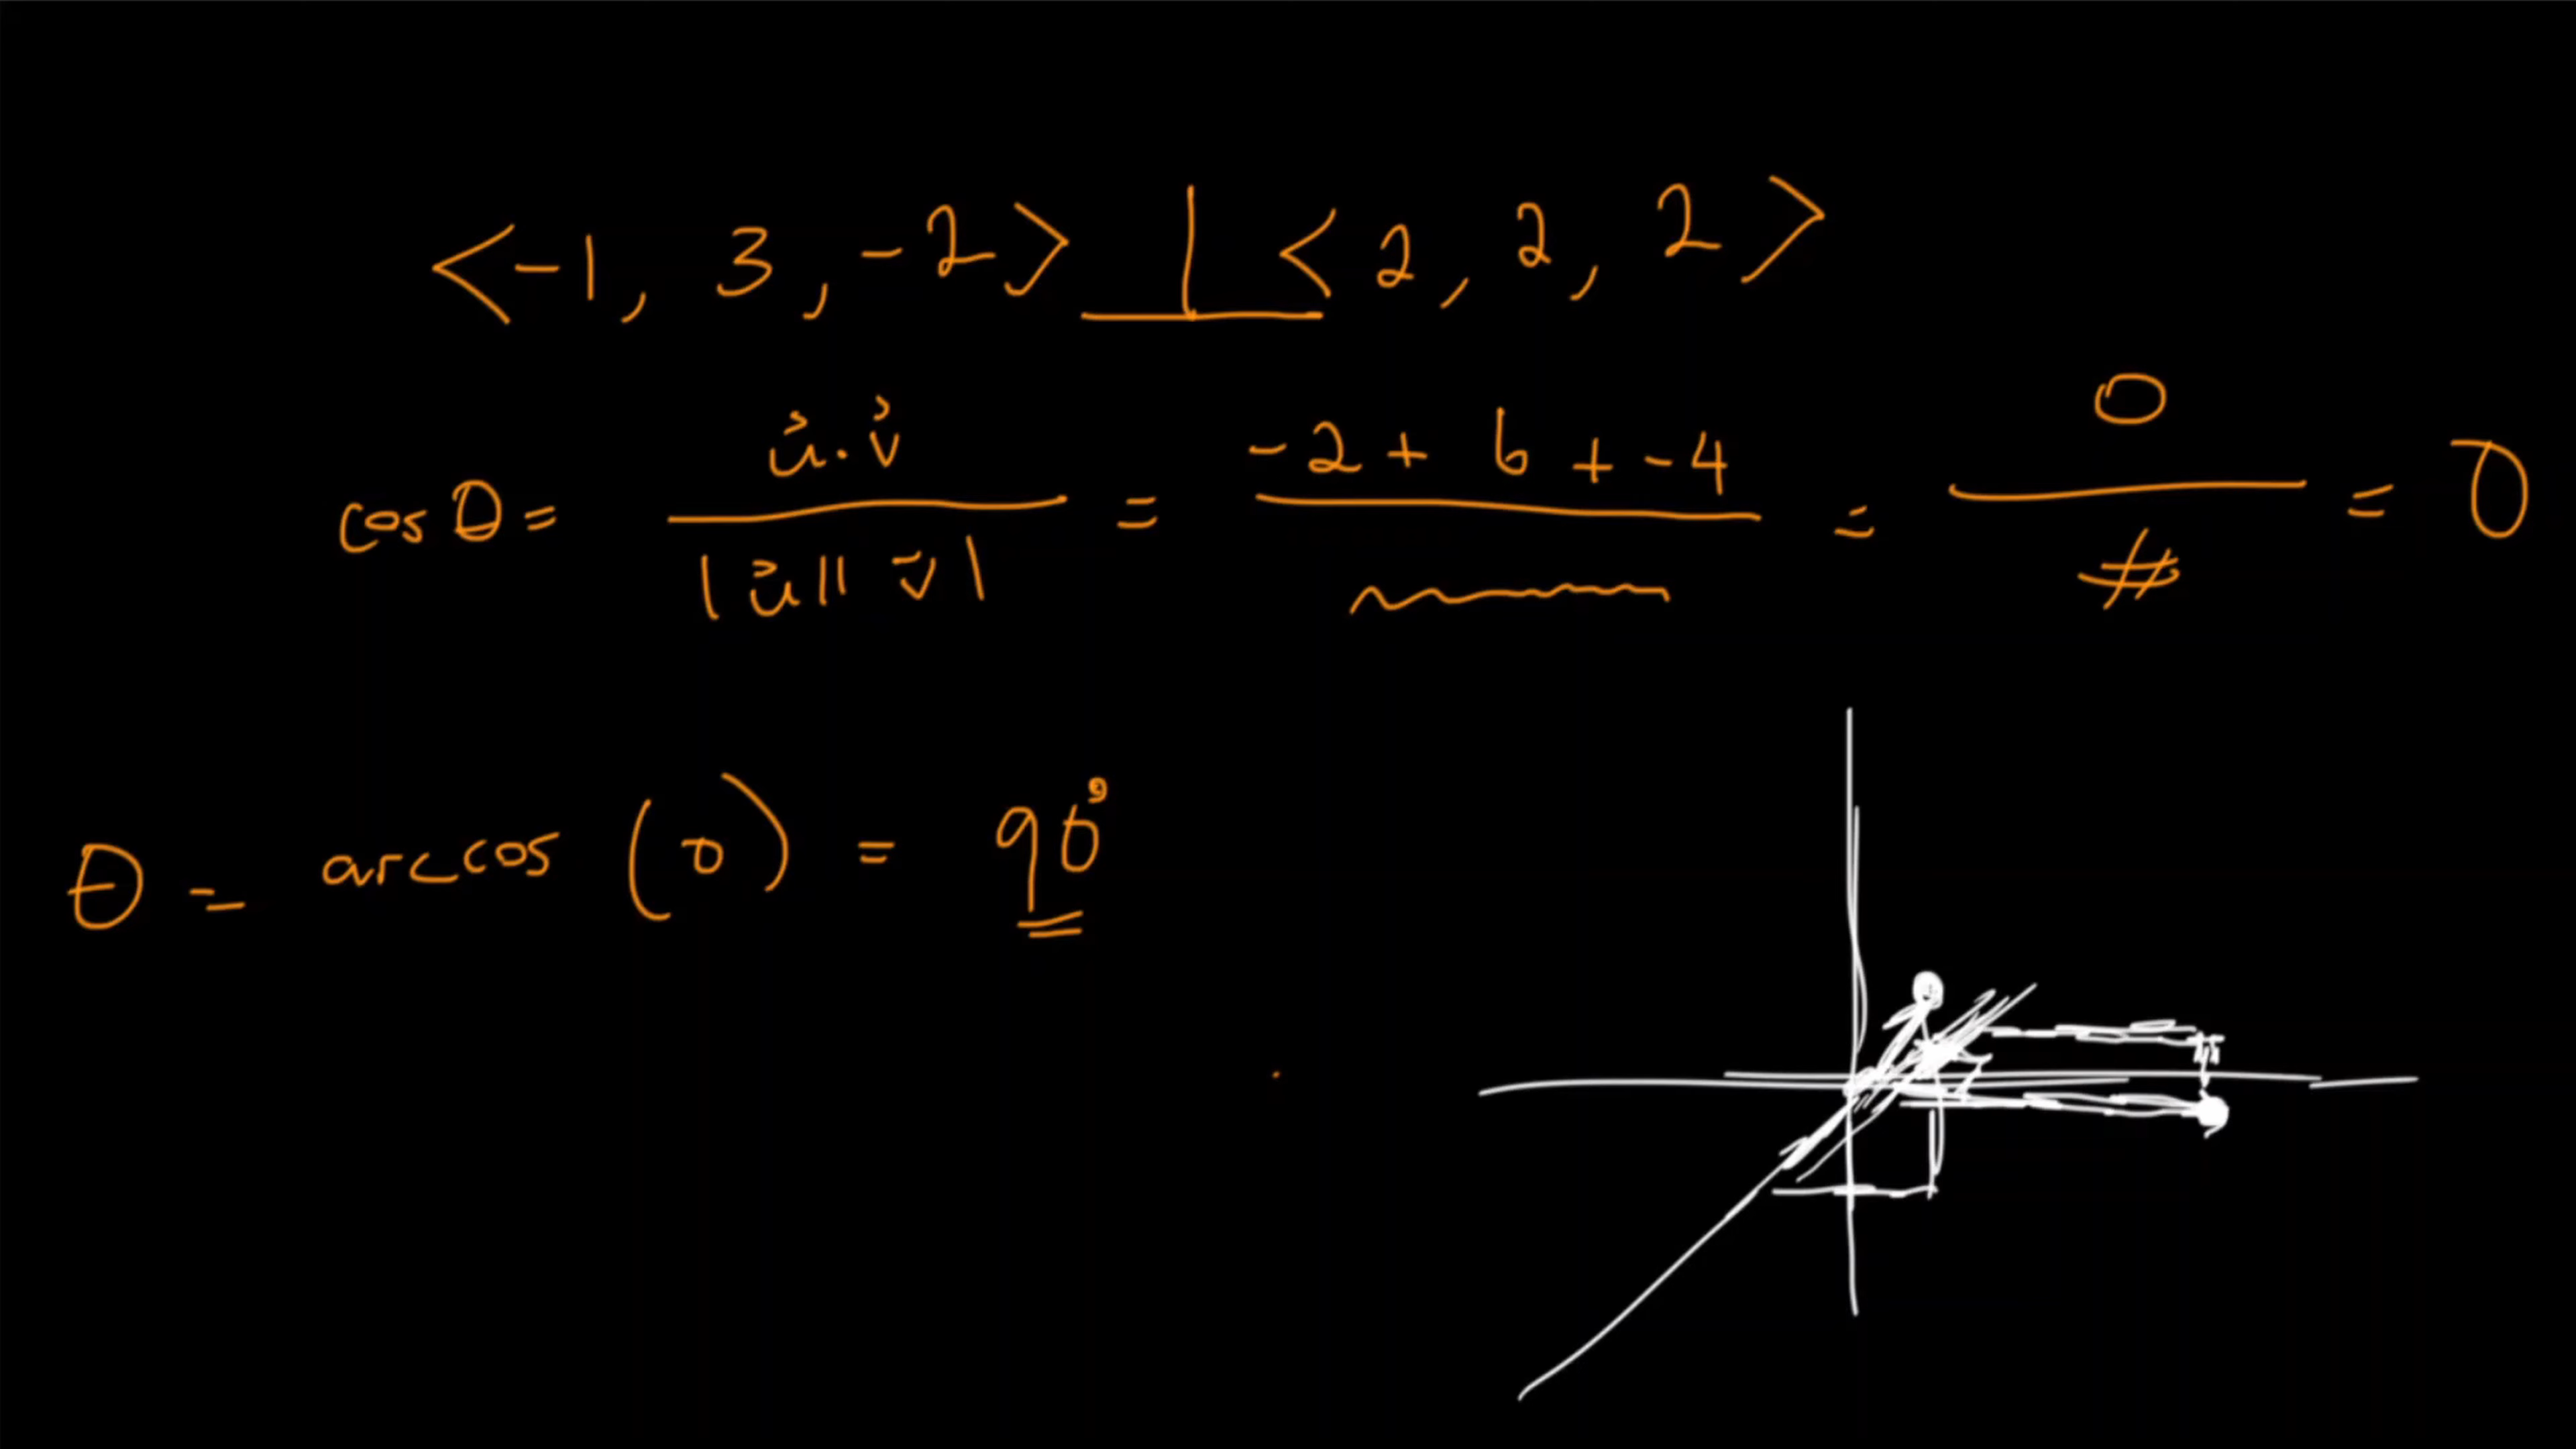 <-1, 3, -2> ⊥ <2, 2, 2>
cos θ = (u⃗ · v⃗) / (|u⃗||v⃗|) = (-2 + 6 + -4) / ~~~~ = 0 / # = 0
θ = arccos (0) = 90°